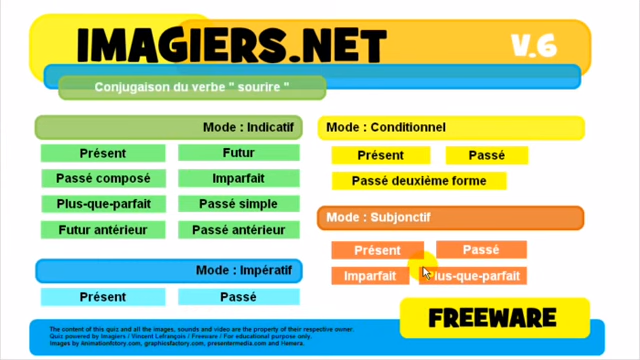 IMAGIERS.NET
V.6
Conjugaison du verbe " sourire "
Mode : Indicatif
Présent
Futur
Passé composé
Imparfait
Plus-que-parfait
Passé simple
Futur antérieur
Passé antérieur
Mode : Impératif
Présent
Passé
Mode : Conditionnel
Présent
Passé
Passé deuxième forme
Mode : Subjonctif
Présent
Passé
Imparfait
Plus-que-parfait
FREEWARE
The content of this quiz and all the images, sounds and video are the property of their respective owner.
Quiz powered by Imagiers / Vincent Lefrançois / Freeware / For educational purpose only.
Images by Animationfctory.com, graphicsfactory.com, presentermedia.com and Hemera.